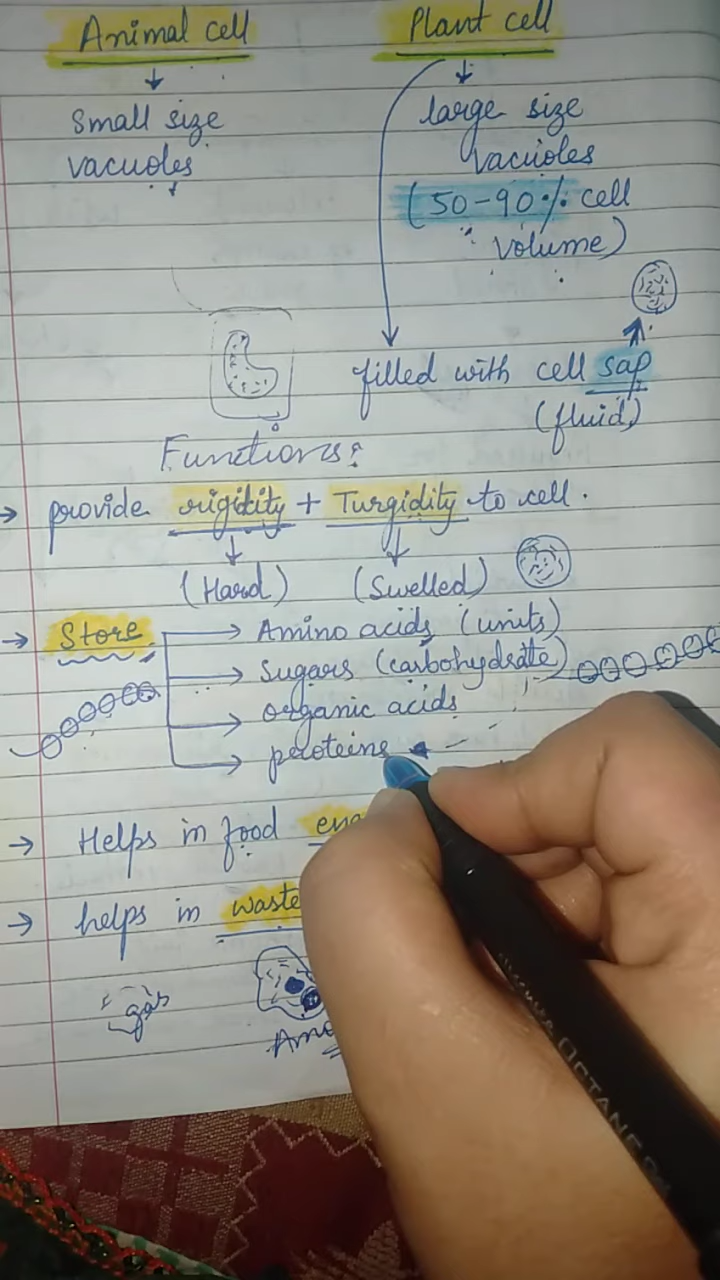 Animal cell
Plant cell
↓
↓
Small size
vacuoles
large size
vacuoles
(50-90% cell
volume)
filled with cell sap
(fluid)
Functions:
→ provide rigidity + Turgidity to cell.
(Hard) (Swelled)
→ Store → Amino acids (units)
→ Sugars (carbohydrate)
→ organic acids
→ proteins
→ Helps in food
→ helps in waste
gas